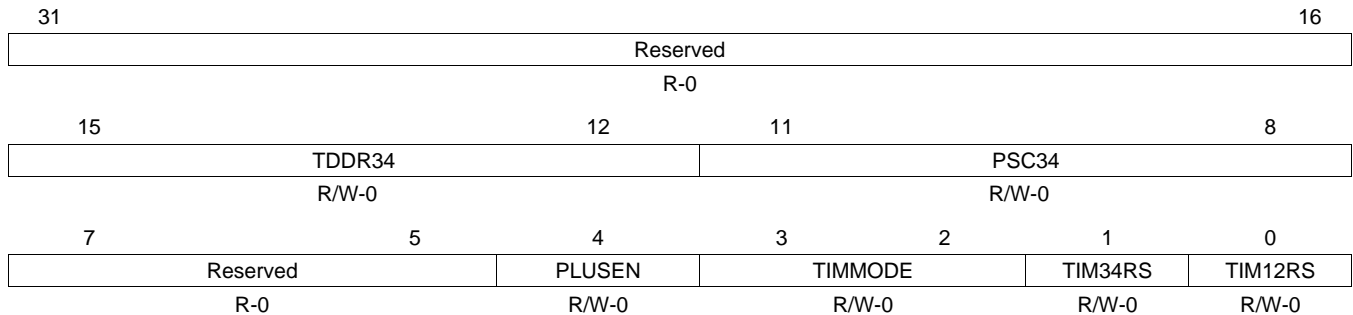 31 16
Reserved
R-0
15 12 11 8
TDDR34 PSC34
R/W-0 R/W-0
7 5 4 3 2 1 0
Reserved PLUSEN TIMMODE TIM34RS TIM12RS
R-0 R/W-0 R/W-0 R/W-0 R/W-0